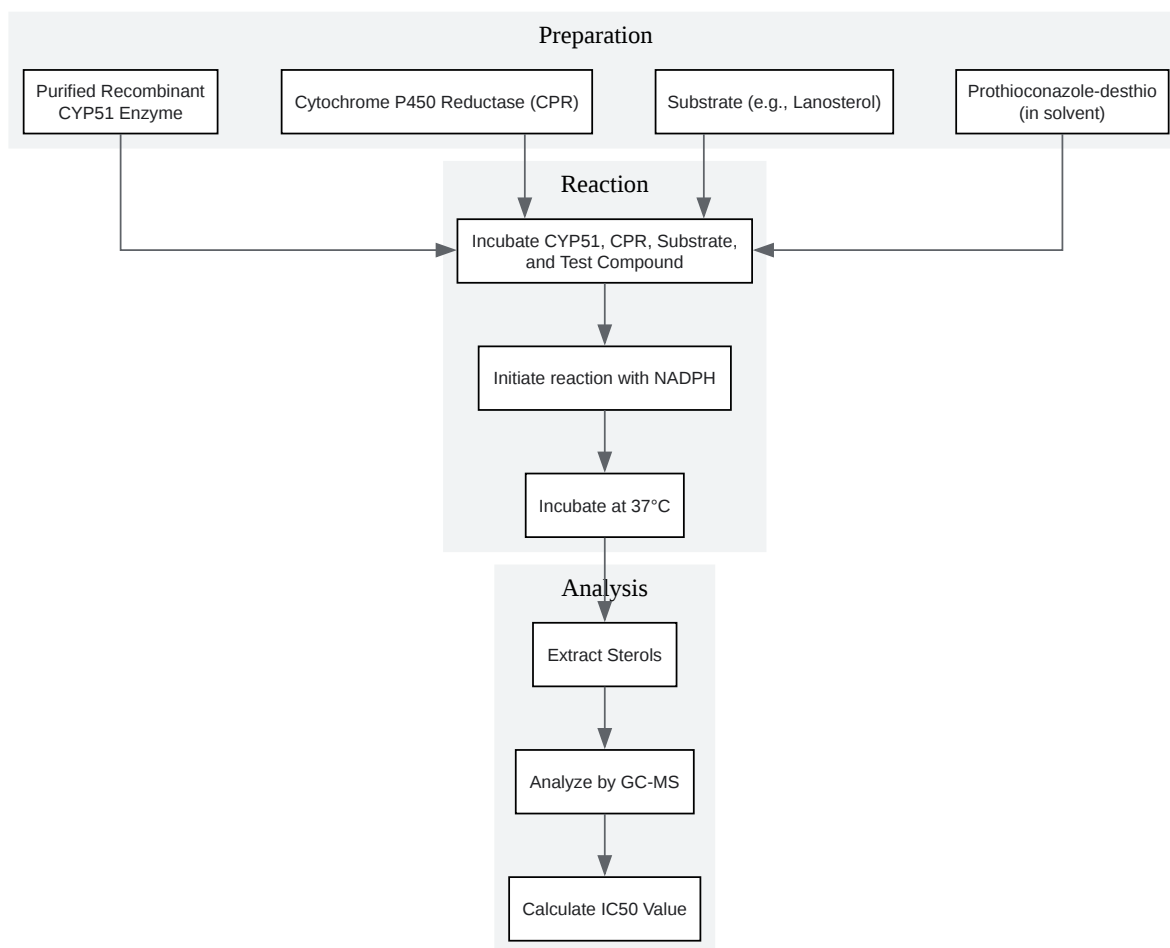 Preparation
Purified Recombinant
CYP51 Enzyme
Cytochrome P450 Reductase (CPR)
Substrate (e.g., Lanosterol)
Prothioconazole-desthio
(in solvent)
Reaction
Incubate CYP51, CPR, Substrate,
and Test Compound
Initiate reaction with NADPH
Incubate at 37°C
Analysis
Extract Sterols
Analyze by GC-MS
Calculate IC50 Value